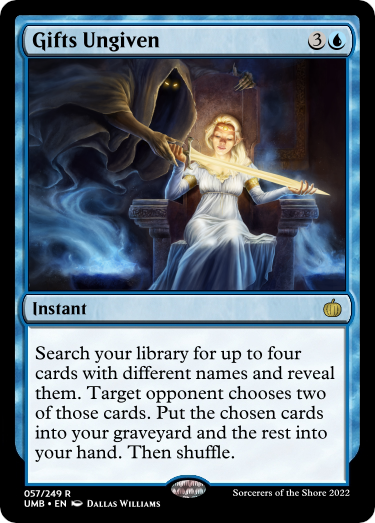 Gifts Ungiven 3
Instant
Search your library for up to four
cards with different names and reveal
them. Target opponent chooses two
of those cards. Put the chosen cards
into your graveyard and the rest into
your hand. Then shuffle.
057/249 R
UMB • EN Dallas Williams
Sorcerers of the Shore 2022